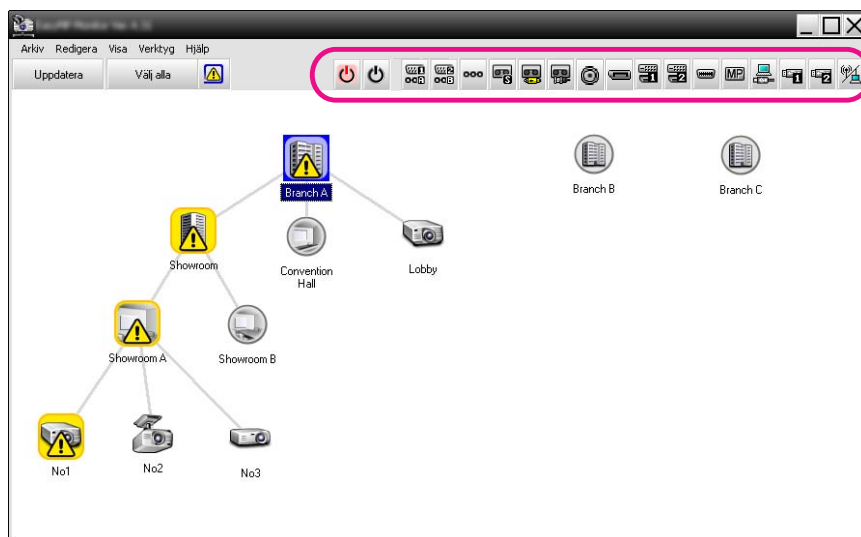 Arkiv Redigera Visa Verktyg Hjälp
Uppdatera Välj alla
MP
Branch A
Branch B
Branch C
Showroom
Convention
Hall
Lobby
Showroom A
Showroom B
No1
No2
No3